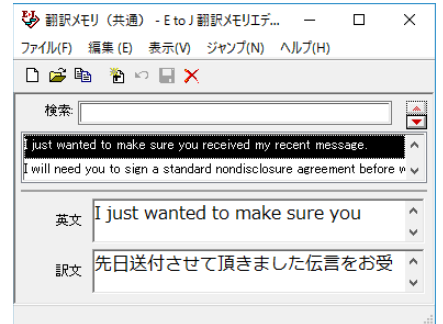 翻訳メモリ（共通） - E to J 翻訳メモリエデ...
ファイル(F) 編集(E) 表示(V) ジャンプ(N) ヘルプ(H)
検索:
I just wanted to make sure you received my recent message.
I will need you to sign a standard nondisclosure agreement before w
英文 I just wanted to make sure you
訳文 先日送付させて頂きました伝言をお受